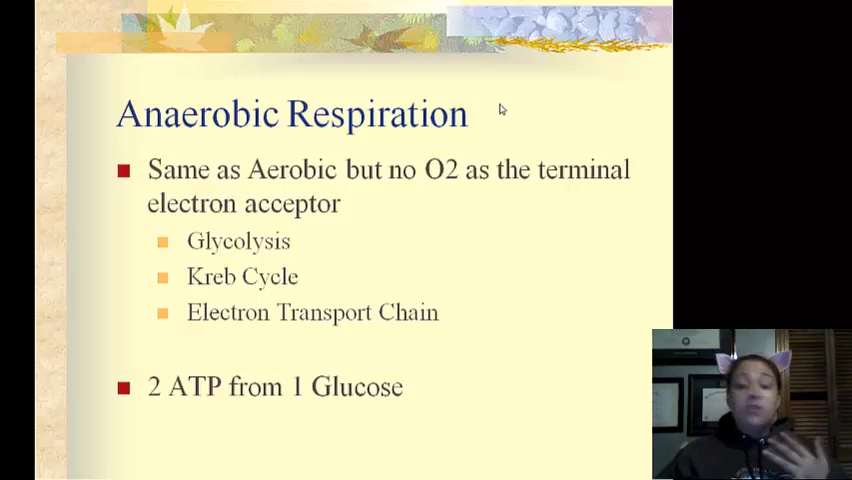 Anaerobic Respiration
Same as Aerobic but no O2 as the terminal
electron acceptor
Glycolysis
Kreb Cycle
Electron Transport Chain
2 ATP from 1 Glucose